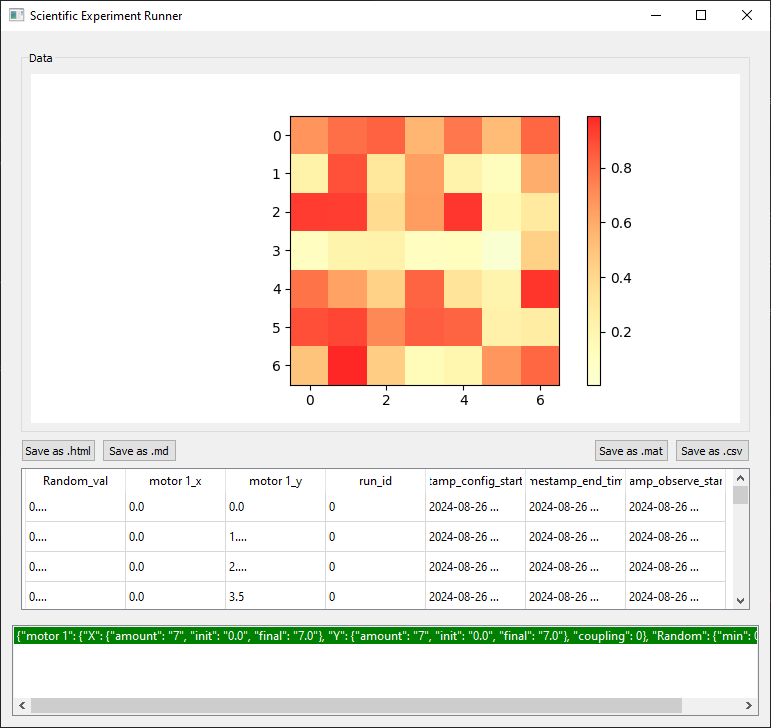 Scientific Experiment Runner
Data
0
1
2
3
4
5
6
0 2 4 6
0.8
0.6
0.4
0.2
Save as .html Save as .md Save as .mat Save as .csv
Random_val motor 1_x motor 1_y run_id tamp_config_start mestamp_end_tim amp_observe_star
0.... 0.0 0.0 0 2024-08-26 ... 2024-08-26 ... 2024-08-26 ...
0.... 0.0 1.... 0 2024-08-26 ... 2024-08-26 ... 2024-08-26 ...
0.... 0.0 2.... 0 2024-08-26 ... 2024-08-26 ... 2024-08-26 ...
0.... 0.0 3.5 0 2024-08-26 ... 2024-08-26 ... 2024-08-26 ...
{"motor 1": {"X": {"amount": "7", "init": "0.0", "final": "7.0"}, "Y": {"amount": "7", "init": "0.0", "final": "7.0"}, "coupling": 0}, "Random": {"min": 0